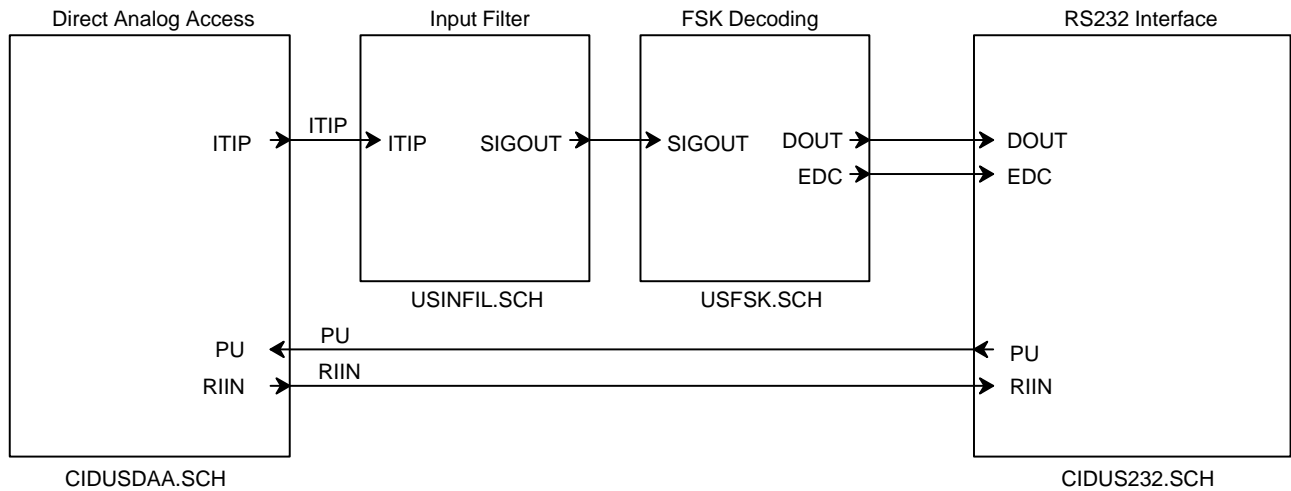 Direct Analog Access
Input Filter
FSK Decoding
RS232 Interface
ITIP
ITIP
ITIP
SIGOUT
SIGOUT
DOUT
DOUT
EDC
EDC
USINFIL.SCH
USFSK.SCH
PU
PU
PU
RIIN
RIIN
RIIN
CIDUSDAA.SCH
CIDUS232.SCH